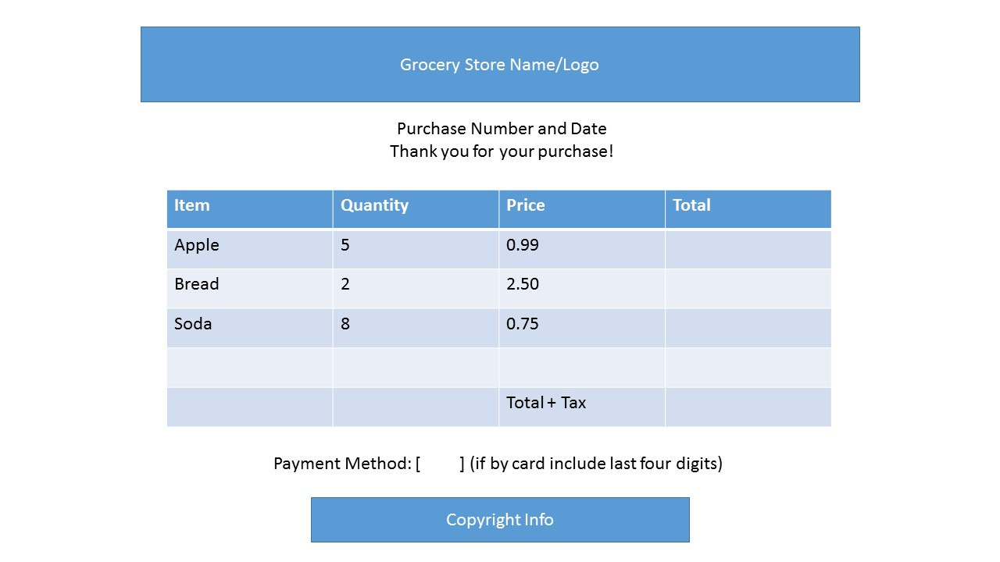 Grocery Store Name/Logo
Purchase Number and Date
Thank you for your purchase!
Item Quantity Price Total
Apple 5 0.99
Bread 2 2.50
Soda 8 0.75
Total + Tax
Payment Method: [ ] (if by card include last four digits)
Copyright Info